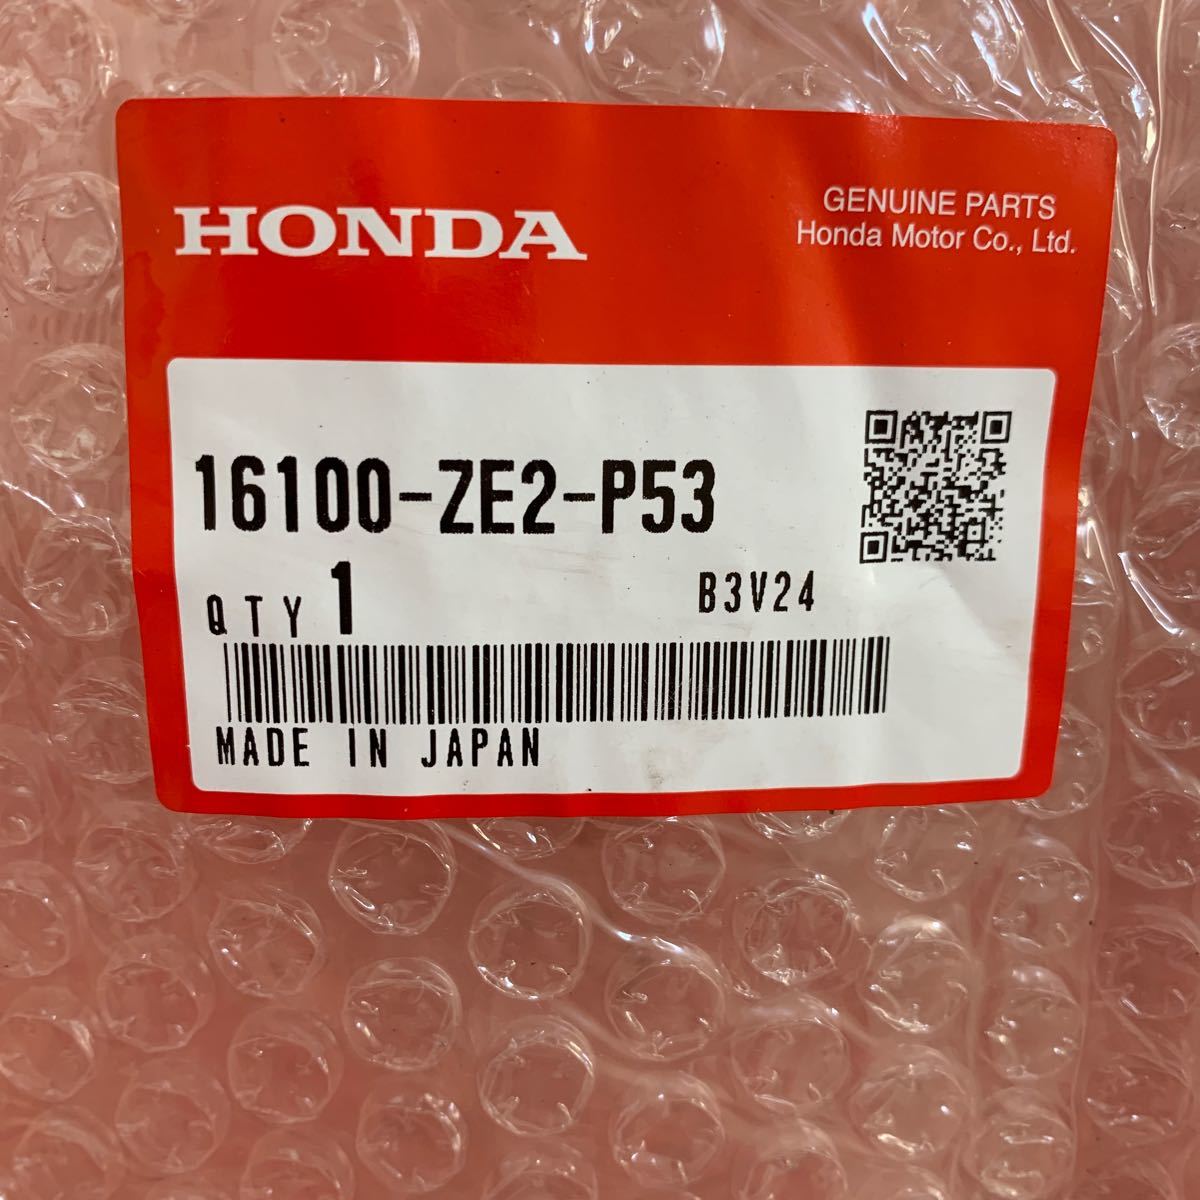 HONDA
GENUINE PARTS
Honda Motor Co., Ltd.
16100-ZE2-P53
QTY 1
B3V24
MADE IN JAPAN